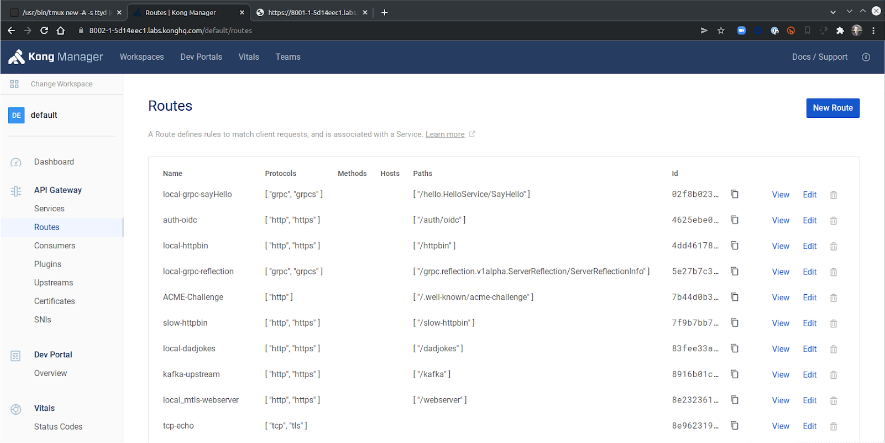 /usr/bin/tmux new -A -s ttyd
Routes | Kong Manager
https://8001-1-5d14eec1.labs
8002-1-5d14eec1.labs.konghq.com/default/routes
Kong Manager Workspaces Dev Portals Vitals Teams Docs / Support
Change Workspace
DE default
Routes
New Route
A Route defines rules to match client requests, and is associated with a Service. Learn more
Dashboard
API Gateway
Services
Routes
Consumers
Plugins
Upstreams
Certificates
SNIs
Dev Portal
Overview
Vitals
Status Codes
Name Protocols Methods Hosts Paths Id
local-grpc-sayHello ["grpc", "grpcs"] ["/hello.HelloService/SayHello"] 02f8b023... View Edit
auth-oidc ["http", "https"] ["/auth/oidc"] 4625ebe0... View Edit
local-httpbin ["http", "https"] ["/httpbin"] 4dd46178... View Edit
local-grpc-reflection ["grpc", "grpcs"] ["/grpc.reflection.v1alpha.ServerReflection/ServerReflectionInfo"] 5e27b7c3... View Edit
ACME-Challenge ["http"] ["/.well-known/acme-challenge"] 7b44d0b3... View Edit
slow-httpbin ["http", "https"] ["/slow-httpbin"] 7f9b7bb7... View Edit
local-dadjokes ["http", "https"] ["/dadjokes"] 83fee33a... View Edit
kafka-upstream ["http", "https"] ["/kafka"] 8916b01c... View Edit
local_mtls-webserver ["http", "https"] ["/webserver"] 8e232361... View Edit
tcp-echo ["tcp", "tls"] 8e962319... View Edit